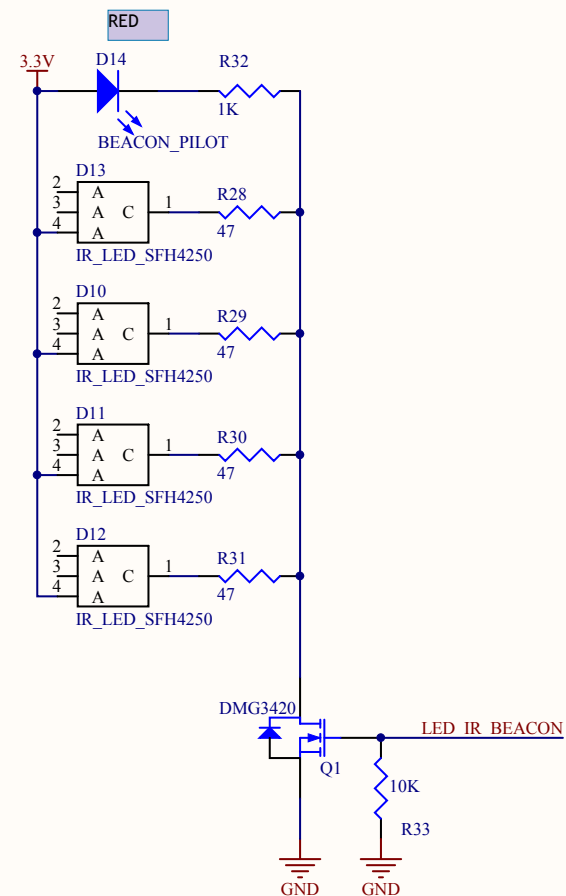 RED
3.3V
D14
R32
1K
BEACON_PILOT
D13
2
3
4
A
A
A
C
1
R28
47
IR_LED_SFH4250
D10
2
3
4
A
A
A
C
1
R29
47
IR_LED_SFH4250
D11
2
3
4
A
A
A
C
1
R30
47
IR_LED_SFH4250
D12
2
3
4
A
A
A
C
1
R31
47
IR_LED_SFH4250
DMG3420
LED_IR_BEACON
Q1
10K
R33
GND
GND